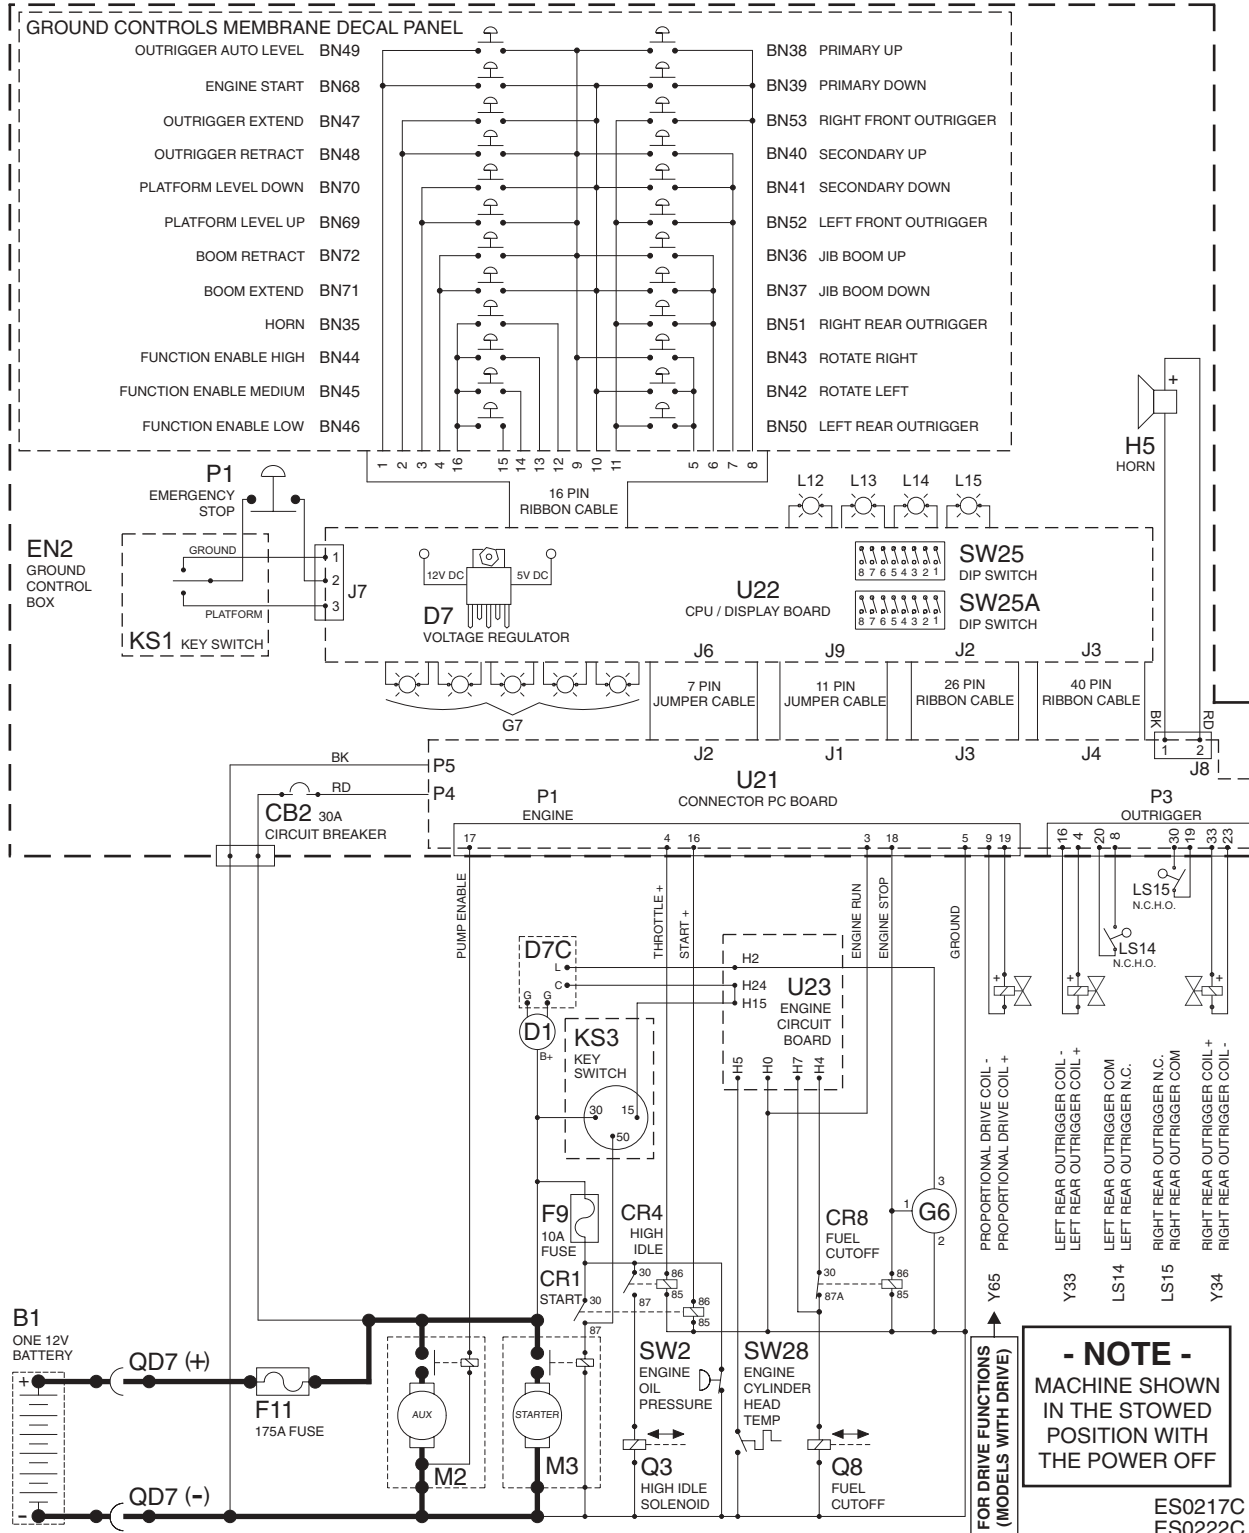 GROUND CONTROLS MEMBRANE DECAL PANEL
OUTRIGGER AUTO LEVEL BN49
BN38 PRIMARY UP
ENGINE START BN68
BN39 PRIMARY DOWN
OUTRIGGER EXTEND BN47
BN53 RIGHT FRONT OUTRIGGER
OUTRIGGER RETRACT BN48
BN40 SECONDARY UP
PLATFORM LEVEL DOWN BN70
BN41 SECONDARY DOWN
PLATFORM LEVEL UP BN69
BN52 LEFT FRONT OUTRIGGER
BOOM RETRACT BN72
BN36 JIB BOOM UP
BOOM EXTEND BN71
BN37 JIB BOOM DOWN
HORN BN35
BN51 RIGHT REAR OUTRIGGER
FUNCTION ENABLE HIGH BN44
BN43 ROTATE RIGHT
FUNCTION ENABLE MEDIUM BN45
BN42 ROTATE LEFT
FUNCTION ENABLE LOW BN46
BN50 LEFT REAR OUTRIGGER
1 2 3 4 16 15 14 13 12 9 10 11 5 6 7 8
+
H5
HORN
P1
EMERGENCY
STOP
16 PIN
RIBBON CABLE
L12 L13 L14 L15
EN2
GROUND
CONTROL
BOX
GROUND
PLATFORM
KS1 KEY SWITCH
1
2
3
J7
12V DC
5V DC
D7
VOLTAGE REGULATOR
U22
CPU / DISPLAY BOARD
8 7 6 5 4 3 2 1
SW25
DIP SWITCH
8 7 6 5 4 3 2 1
SW25A
DIP SWITCH
J6 J9 J2 J3
7 PIN
JUMPER CABLE
11 PIN
JUMPER CABLE
26 PIN
RIBBON CABLE
40 PIN
RIBBON CABLE
G7
BK
RD
1 2
J8
J2 J1 J3 J4
BK
P5
RD
P4
CB2 30A
CIRCUIT BREAKER
U21
CONNECTOR PC BOARD
P1
ENGINE
P3
OUTRIGGER
17 4 16 3 18 5 9 19 16 4 20 8 30 19 33 23
PUMP ENABLE
THROTTLE +
START +
ENGINE RUN
ENGINE STOP
GROUND
LS15
N.C.H.O.
LS14
N.C.H.O.
D7C
L
C
G G
D1
B+
H2
H24
H15
U23
ENGINE
CIRCUIT
BOARD
H5
H0
H7
H4
+
+
+
KS3
KEY
SWITCH
30
15
50
PROPORTIONAL DRIVE COIL -
PROPORTIONAL DRIVE COIL +
LEFT REAR OUTRIGGER COIL -
LEFT REAR OUTRIGGER COIL +
LEFT REAR OUTRIGGER COM
LEFT REAR OUTRIGGER N.C.
RIGHT REAR OUTRIGGER N.C.
RIGHT REAR OUTRIGGER COM
RIGHT REAR OUTRIGGER COIL +
RIGHT REAR OUTRIGGER COIL -
Y65
Y33
LS14
LS15
Y34
F9
10A
FUSE
CR4
HIGH
IDLE
CR8
FUEL
CUTOFF
3
1
G6
2
CR1
START
30
87
30
87
86
85
86
85
30
87A
86
85
B1
ONE 12V
BATTERY
+
-
QD7 (+)
F11
175A FUSE
QD7 (-)
AUX
M2
STARTER
M3
SW2
ENGINE
OIL
PRESSURE
SW28
ENGINE
CYLINDER
HEAD
TEMP
Q3
HIGH IDLE
SOLENOID
Q8
FUEL
CUTOFF
FOR DRIVE FUNCTIONS
(MODELS WITH DRIVE)
- NOTE -
MACHINE SHOWN
IN THE STOWED
POSITION WITH
THE POWER OFF
ES0217C
ES0222C